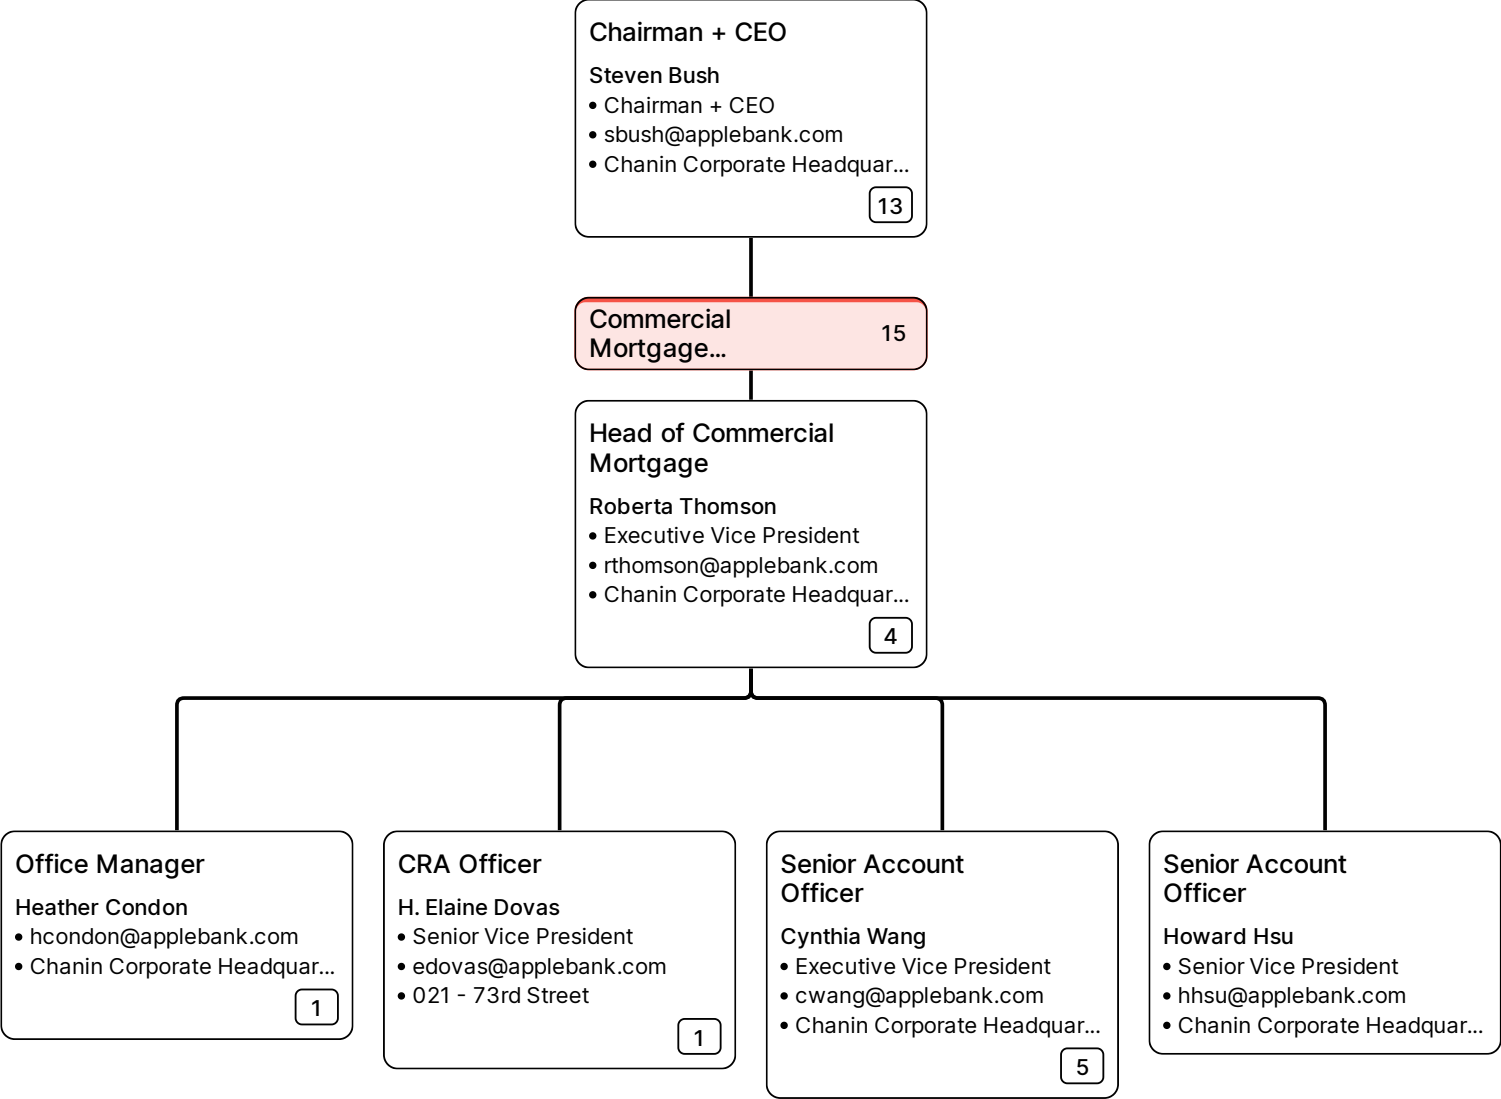 Chairman + CEO
Steven Bush
• Chairman + CEO
• sbush@applebank.com
• Chanin Corporate Headquar...
13
Commercial
Mortgage...
15
Head of Commercial
Mortgage
Roberta Thomson
• Executive Vice President
• rthomson@applebank.com
• Chanin Corporate Headquar...
4
Office Manager
Heather Condon
• hcondon@applebank.com
• Chanin Corporate Headquar...
1
CRA Officer
H. Elaine Dovas
• Senior Vice President
• edovas@applebank.com
• 021 - 73rd Street
1
Senior Account
Officer
Cynthia Wang
• Executive Vice President
• cwang@applebank.com
• Chanin Corporate Headquar...
5
Senior Account
Officer
Howard Hsu
• Senior Vice President
• hhsu@applebank.com
• Chanin Corporate Headquar...